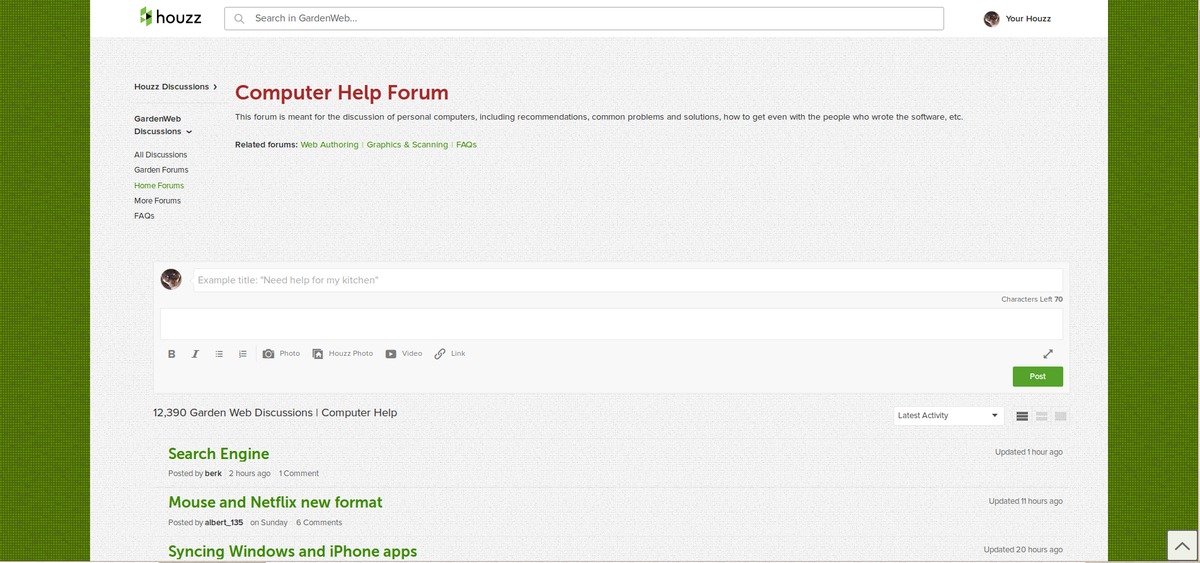 houzz
Search in GardenWeb...
Your Houzz
Houzz Discussions
GardenWeb
Discussions
All Discussions
Garden Forums
Home Forums
More Forums
FAQs
Computer Help Forum
This forum is meant for the discussion of personal computers, including recommendations, common problems and solutions, how to get even with the people who wrote the software, etc.
Related forums: Web Authoring | Graphics & Scanning | FAQs
Example title: "Need help for my kitchen"
Characters Left 70
B I Photo Houzz Photo Video Link
Post
12,390 Garden Web Discussions | Computer Help
Latest Activity
Search Engine
Updated 1 hour ago
Posted by berk 2 hours ago 1 Comment
Mouse and Netflix new format
Updated 11 hours ago
Posted by albert_135 on Sunday 6 Comments
Syncing Windows and iPhone apps
Updated 20 hours ago